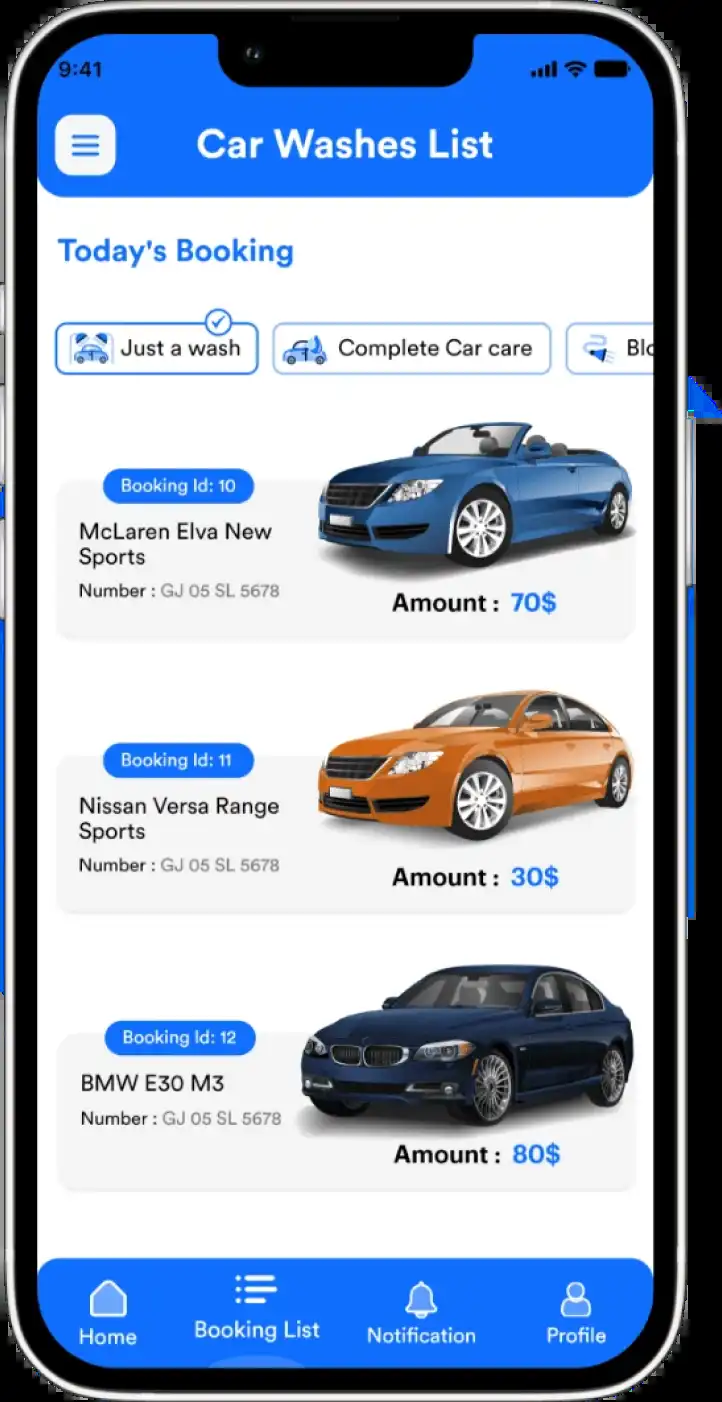 9:41
Car Washes List
Today's Booking
Just a wash
Complete Car care
Blo
Booking Id: 10
McLaren Elva New
Sports
Number : GJ 05 SL 5678
Amount : 70$
Booking Id: 11
Nissan Versa Range
Sports
Number : GJ 05 SL 5678
Amount : 30$
Booking Id: 12
BMW E30 M3
Number : GJ 05 SL 5678
Amount : 80$
Home
Booking List
Notification
Profile